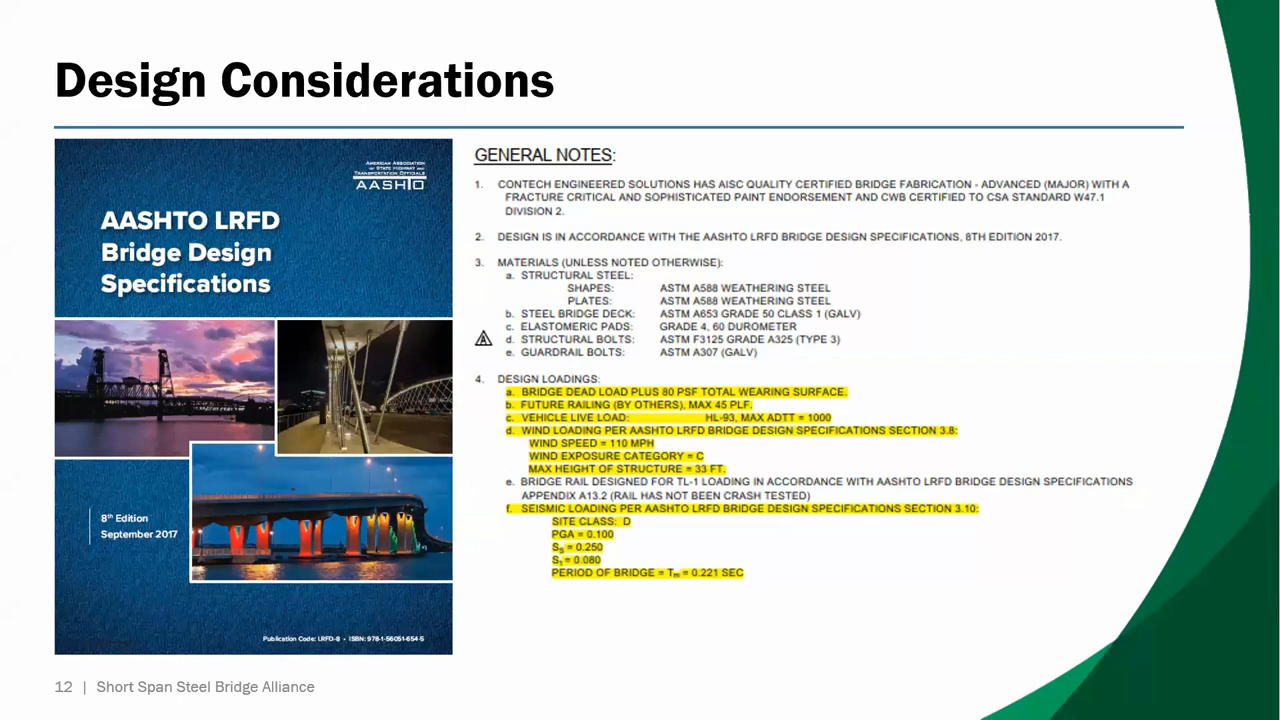 Design Considerations
AMERICAN ASSOCIATION
OF STATE HIGHWAY AND
TRANSPORTATION OFFICIALS
AASHTO
AASHTO LRFD
Bridge Design
Specifications
8th Edition
September 2017
Publication Code: LRFD-8 • ISBN: 978-1-56051-654-5
GENERAL NOTES:
1. CONTECH ENGINEERED SOLUTIONS HAS AISC QUALITY CERTIFIED BRIDGE FABRICATION - ADVANCED (MAJOR) WITH A
FRACTURE CRITICAL AND SOPHISTICATED PAINT ENDORSEMENT AND CWB CERTIFIED TO CSA STANDARD W47.1
DIVISION 2.
2. DESIGN IS IN ACCORDANCE WITH THE AASHTO LRFD BRIDGE DESIGN SPECIFICATIONS, 8TH EDITION 2017.
3. MATERIALS (UNLESS NOTED OTHERWISE):
a. STRUCTURAL STEEL:
SHAPES: ASTM A588 WEATHERING STEEL
PLATES: ASTM A588 WEATHERING STEEL
b. STEEL BRIDGE DECK: ASTM A653 GRADE 50 CLASS 1 (GALV)
c. ELASTOMERIC PADS: GRADE 4, 60 DUROMETER
A d. STRUCTURAL BOLTS: ASTM F3125 GRADE A325 (TYPE 3)
e. GUARDRAIL BOLTS: ASTM A307 (GALV)
4. DESIGN LOADINGS:
a. BRIDGE DEAD LOAD PLUS 80 PSF TOTAL WEARING SURFACE.
b. FUTURE RAILING (BY OTHERS), MAX 45 PLF.
c. VEHICLE LIVE LOAD: HL-93, MAX ADTT = 1000
d. WIND LOADING PER AASHTO LRFD BRIDGE DESIGN SPECIFICATIONS SECTION 3.8:
WIND SPEED = 110 MPH
WIND EXPOSURE CATEGORY = C
MAX HEIGHT OF STRUCTURE = 33 FT.
e. BRIDGE RAIL DESIGNED FOR TL-1 LOADING IN ACCORDANCE WITH AASHTO LRFD BRIDGE DESIGN SPECIFICATIONS
APPENDIX A13.2 (RAIL HAS NOT BEEN CRASH TESTED)
f. SEISMIC LOADING PER AASHTO LRFD BRIDGE DESIGN SPECIFICATIONS SECTION 3.10:
SITE CLASS: D
PGA = 0.100
SS = 0.250
S1 = 0.080
PERIOD OF BRIDGE = Tm = 0.221 SEC
12 | Short Span Steel Bridge Alliance